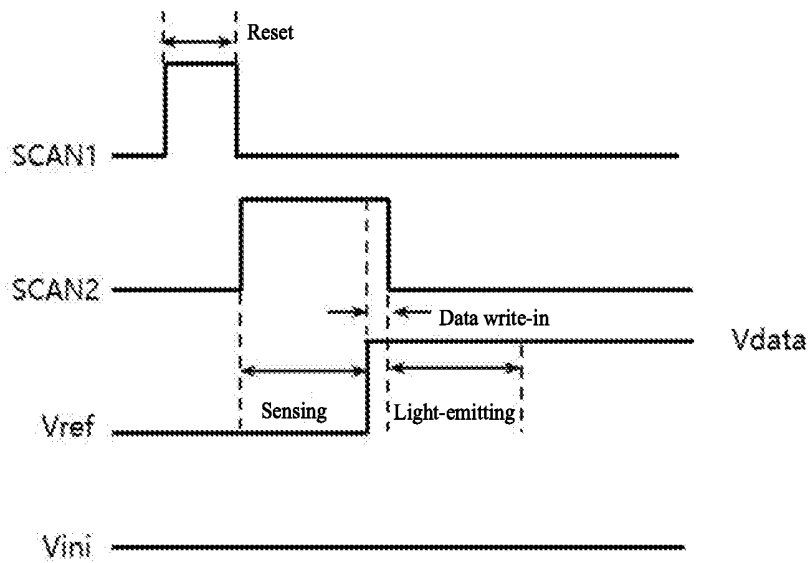 Reset
SCAN1
SCAN2
Data write-in
Vdata
Sensing
Light-emitting
Vref
Vini